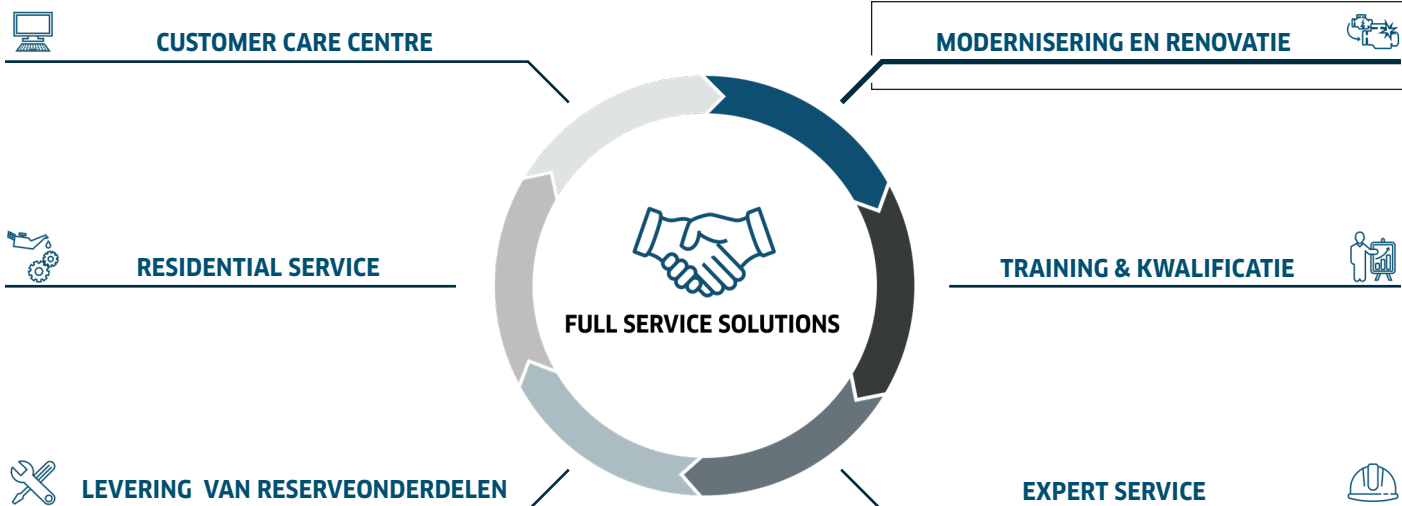 CUSTOMER CARE CENTRE
MODERNISERING EN RENOVATIE
RESIDENTIAL SERVICE
TRAINING & KWALIFICATIE
FULL SERVICE SOLUTIONS
LEVERING VAN RESERVEONDERDELEN
EXPERT SERVICE